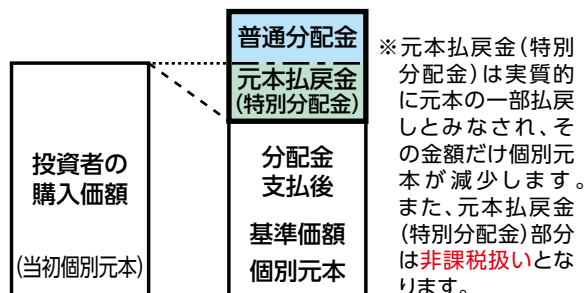 普通分配金
元本払戻金
(特別分配金)
投資者の
購入価額
(当初個別元本)
分配金
支払後
基準価額
個別元本
※元本払戻金(特別
分配金)は実質的
に元本の一部払戻
しとみなされ、そ
の金額だけ個別元
本が減少します。
また、元本払戻金
(特別分配金)部分
は非課税扱いとな
ります。